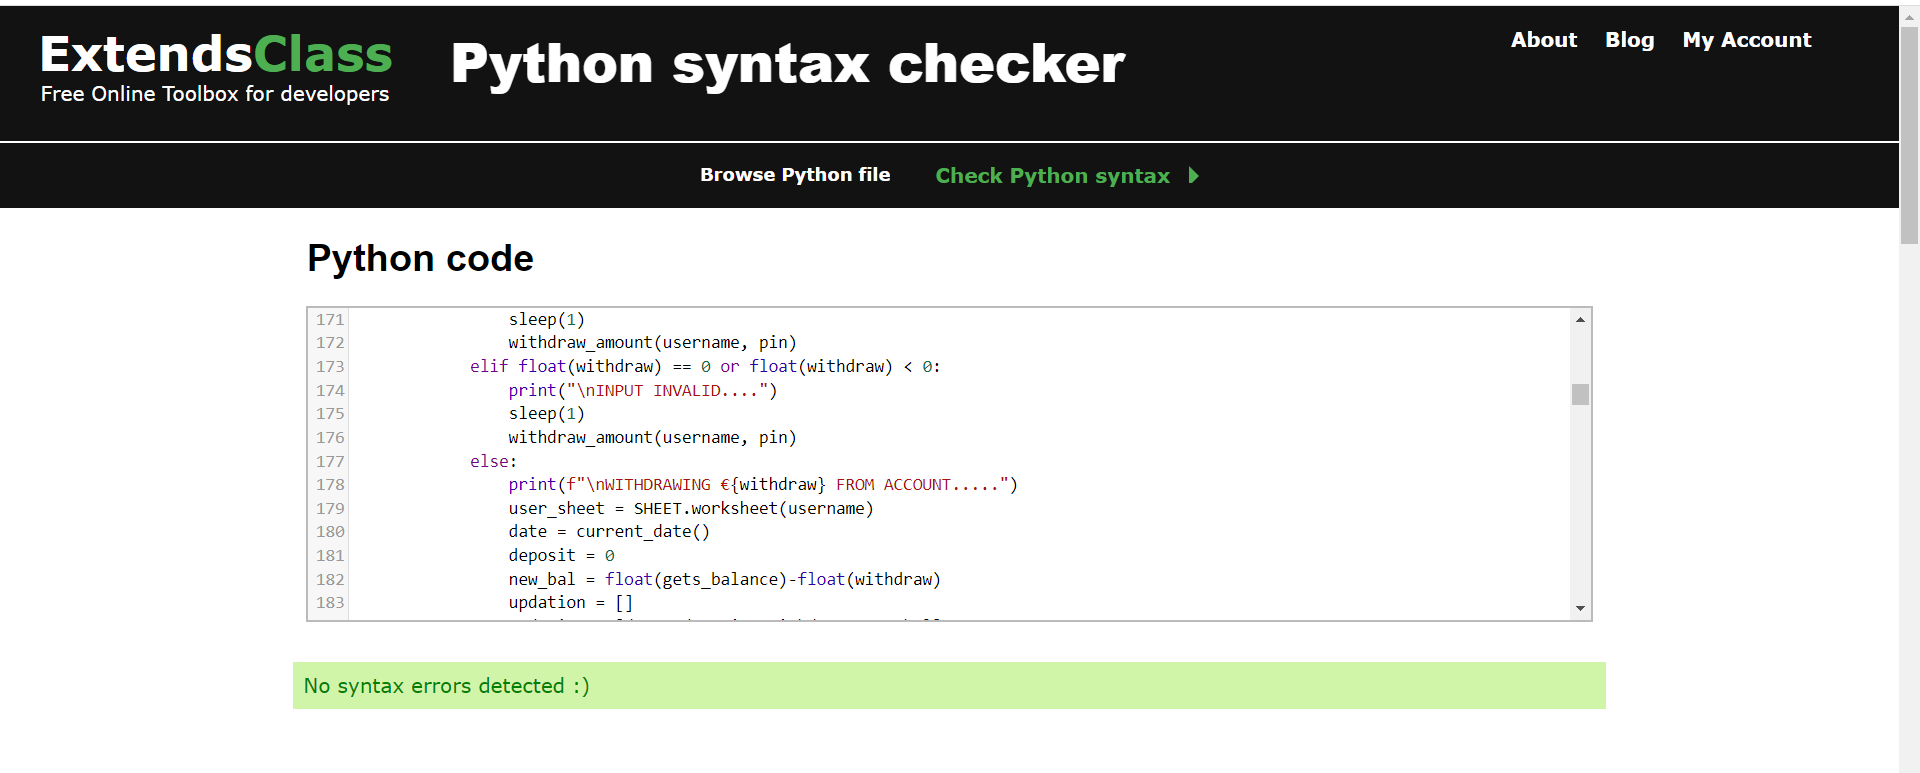 ExtendsClass
Free Online Toolbox for developers
Python syntax checker
About Blog My Account
Browse Python file Check Python syntax
Python code
171 sleep(1)
172 withdraw_amount(username, pin)
173 elif float(withdraw) == 0 or float(withdraw) < 0:
174 print("\nINPUT INVALID....")
175 sleep(1)
176 withdraw_amount(username, pin)
177 else:
178 print(f"\nWITHDRAWING €{withdraw} FROM ACCOUNT.....")
179 user_sheet = SHEET.worksheet(username)
180 date = current_date()
181 deposit = 0
182 new_bal = float(gets_balance)-float(withdraw)
183 updation = []
No syntax errors detected :)